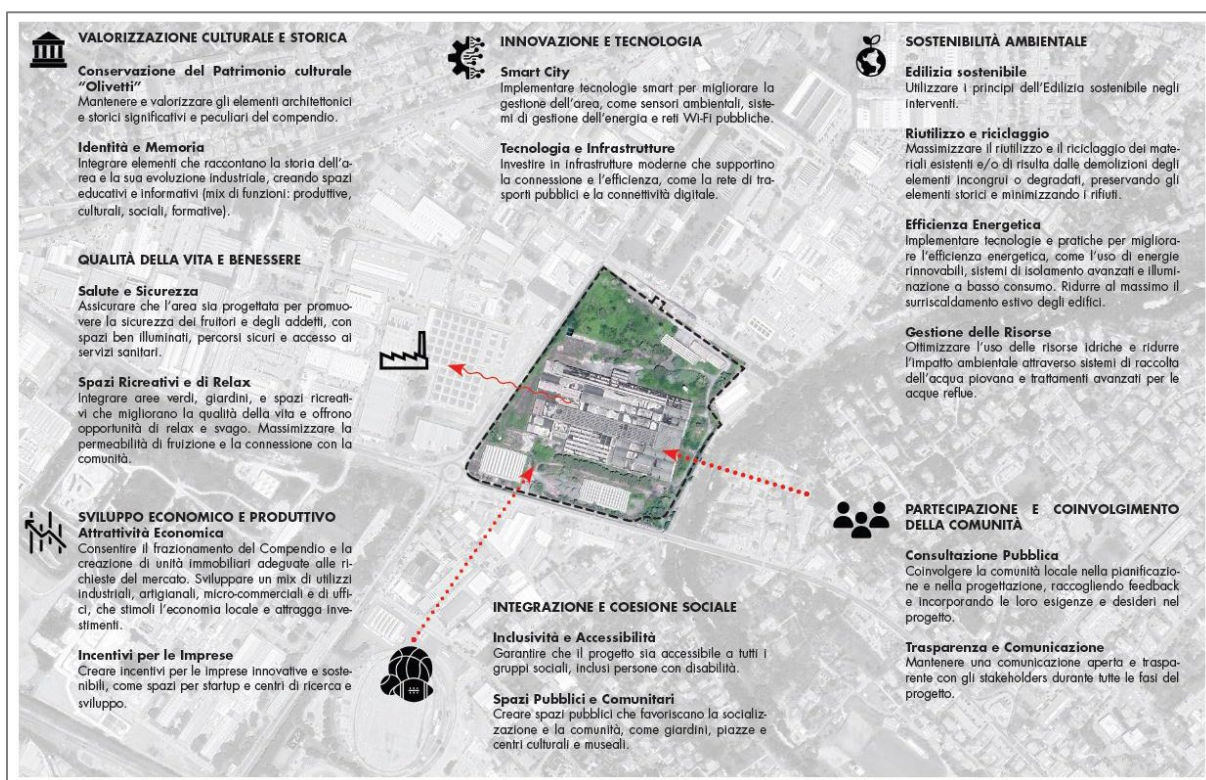 VALORIZZAZIONE CULTURALE E STORICA
Conservazione del Patrimonio culturale
“Olivetti”
Mantenere e valorizzare gli elementi architettonici
e storici significativi e peculiari del compendio.
Identità e Memoria
Integrare elementi che raccontano la storia dell’a-
rea e la sua evoluzione industriale, creando spazi
educativi e informativi (mix di funzioni: produttive,
culturali, sociali, formative).
QUALITÀ DELLA VITA E BENESSERE
Salute e Sicurezza
Assicurare che l’area sia progettata per promuo-
vere la sicurezza dei fruitori e degli addetti, con
spazi ben illuminati, percorsi sicuri e accesso ai
servizi sanitari.
Spazi Ricreativi e di Relax
Integrare aree verdi, giardini, e spazi ricreati-
vi che migliorano la qualità della vita e offrono
opportunità di relax e svago. Massimizzare la
permeabilità di fruizione e la connessione con la
comunità.
SVILUPPO ECONOMICO E PRODUTTIVO
Attrattività Economica
Consentire il frazionamento del Compendio e la
creazione di unità immobiliari adeguate alle ri-
chieste del mercato. Sviluppare un mix di utilizzi
industriali, artigianali, micro-commerciali e di uffi-
ci, che stimoli l’economia locale e attragga inve-
stimenti.
Incentivi per le Imprese
Creare incentivi per le imprese innovative e soste-
nibili, come spazi per startup e centri di ricerca e
sviluppo.
INNOVAZIONE E TECNOLOGIA
Smart City
Implementare tecnologie smart per migliorare la
gestione dell’area, come sensori ambientali, siste-
mi di gestione dell’energia e reti Wi-Fi pubbliche.
Tecnologia e Infrastrutture
Investire in infrastrutture moderne che supportino
la connessione e l’efficienza, come la rete di tra-
sporti pubblici e la connettività digitale.
INTEGRAZIONE E COESIONE SOCIALE
Inclusività e Accessibilità
Garantire che il progetto sia accessibile a tutti i
gruppi sociali, inclusi persone con disabilità.
Spazi Pubblici e Comunitari
Creare spazi pubblici che favoriscano la socializ-
zazione e la comunità, come giardini, piazze e
centri culturali e museali.
SOSTENIBILITÀ AMBIENTALE
Edilizia sostenibile
Utilizzare i principi dell’Edilizia sostenibile negli
interventi.
Riutilizzo e riciclaggio
Massimizzare il riutilizzo e il riciclaggio dei mate-
riali esistenti e/o di risulta dalle demolizioni degli
elementi incongrui o degradati, preservando gli
elementi storici e minimizzando i rifiuti.
Efficienza Energetica
Implementare tecnologie e pratiche per migliora-
re l’efficienza energetica, come l’uso di energie
rinnovabili, sistemi di isolamento avanzati e illumi-
nazione a basso consumo. Ridurre al massimo il
surriscaldamento estivo degli edifici.
Gestione delle Risorse
Ottimizzare l’uso delle risorse idriche e ridurre
l’impatto ambientale attraverso sistemi di raccolta
dell’acqua piovana e trattamenti avanzati per le
acque reflue.
PARTECIPAZIONE E COINVOLGIMENTO
DELLA COMUNITÀ
Consultazione Pubblica
Coinvolgere la comunità locale nella pianificazio-
ne e nella progettazione, raccogliendo feedback
e incorporando le loro esigenze e desideri nel
progetto.
Trasparenza e Comunicazione
Mantenere una comunicazione aperta e traspa-
rente con gli stakeholders durante tutte le fasi del
progetto.